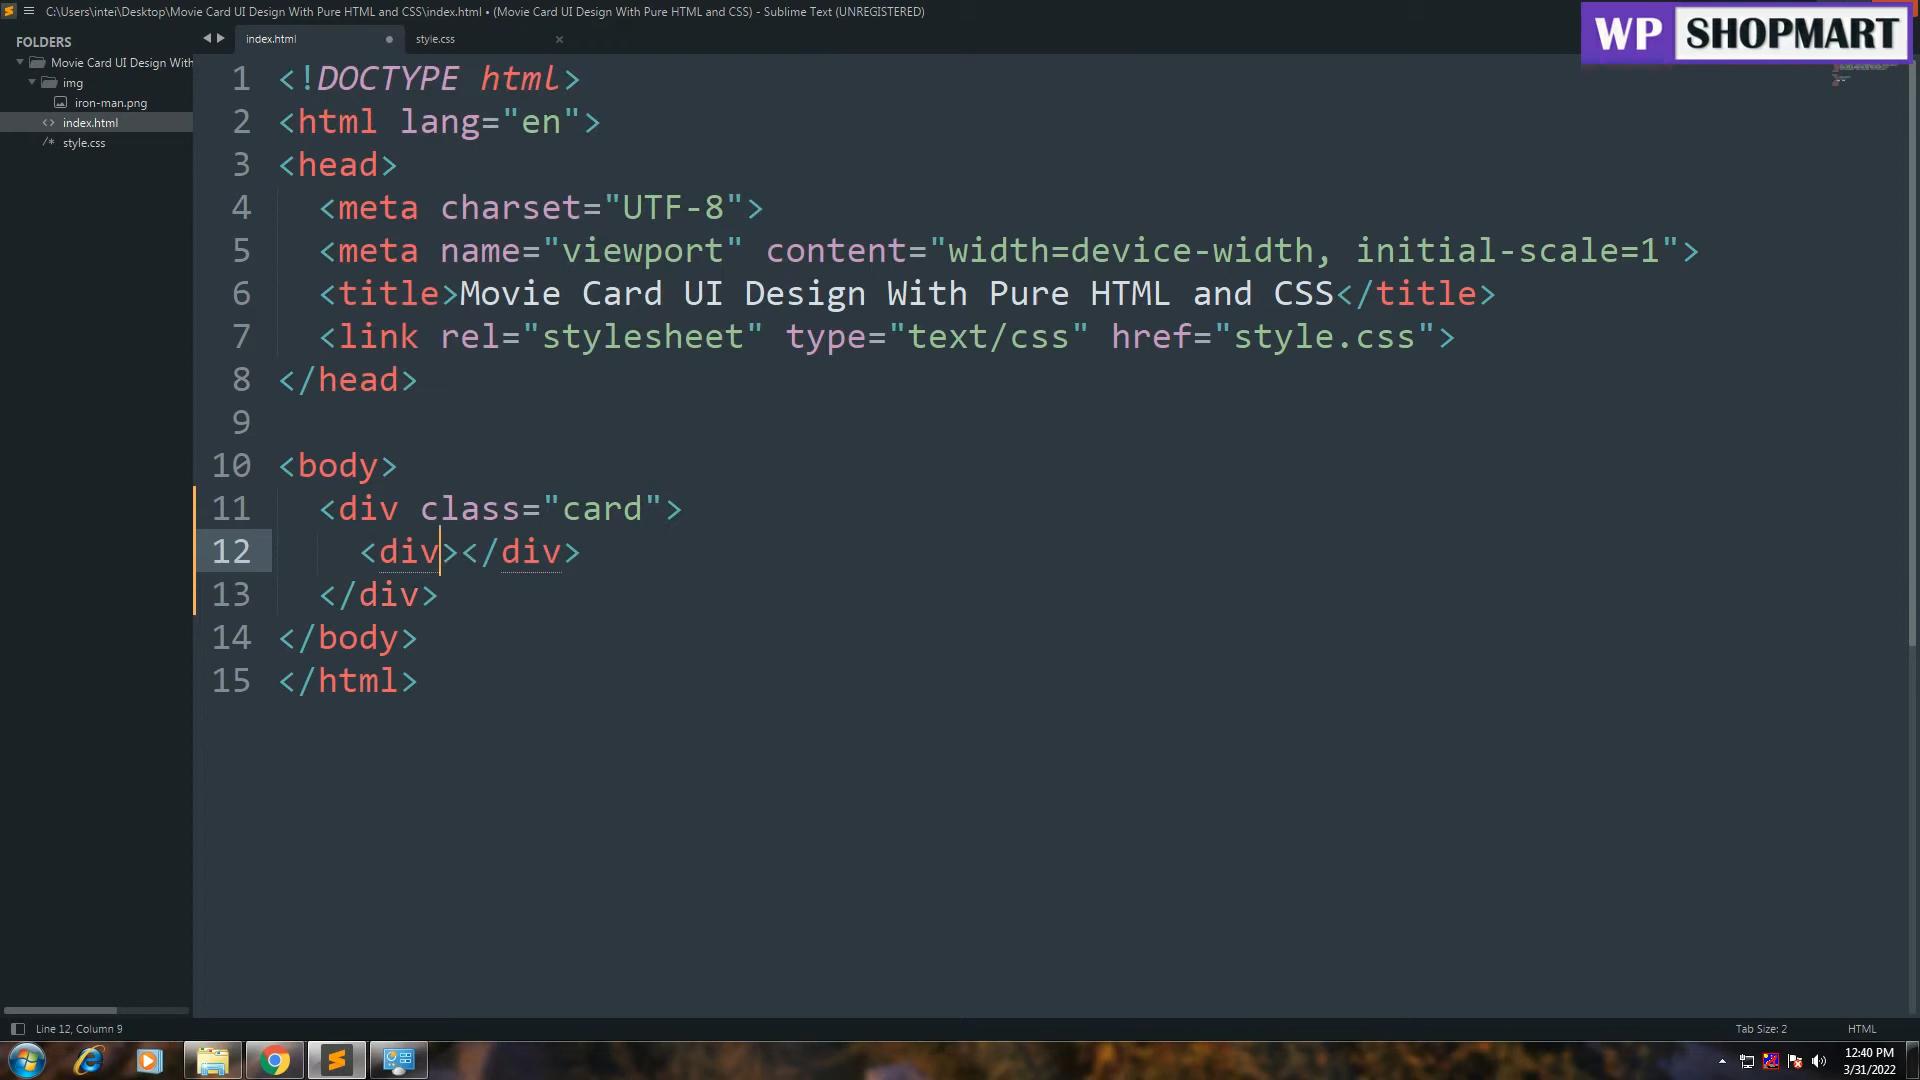 C:\Users\intei\Desktop\Movie Card UI Design With Pure HTML and CSS\index.html • (Movie Card UI Design With Pure HTML and CSS) - Sublime Text (UNREGISTERED)
WP SHOPMART
FOLDERS
Movie Card UI Design With
img
iron-man.png
index.html
style.css
index.html
style.css
1 <!DOCTYPE html>
2 <html lang="en">
3 <head>
4 <meta charset="UTF-8">
5 <meta name="viewport" content="width=device-width, initial-scale=1">
6 <title>Movie Card UI Design With Pure HTML and CSS</title>
7 <link rel="stylesheet" type="text/css" href="style.css">
8 </head>
9
10 <body>
11 <div class="card">
12 <div></div>
13 </div>
14 </body>
15 </html>
Line 12, Column 9
Tab Size: 2
HTML
12:40 PM
3/31/2022